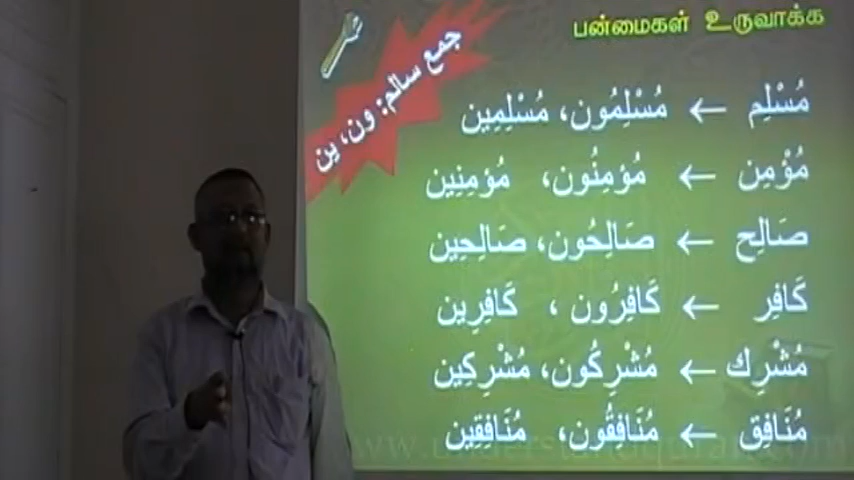 பன்மைகள் உருவாக்க
جمع سالم: ون، ين
مُسْلِم ← مُسْلِمُون، مُسْلِمِين
مُؤْمِن ← مُؤْمِنُون، مُؤمِنِين
صَالِح ← صَالِحُون، صَالِحِين
كَافِر ← كَافِرُون، كَافِرِين
مُشْرِك ← مُشْرِكُون، مُشْرِكِين
مُنَافِق ← مُنَافِقُون، مُنَافِقِين